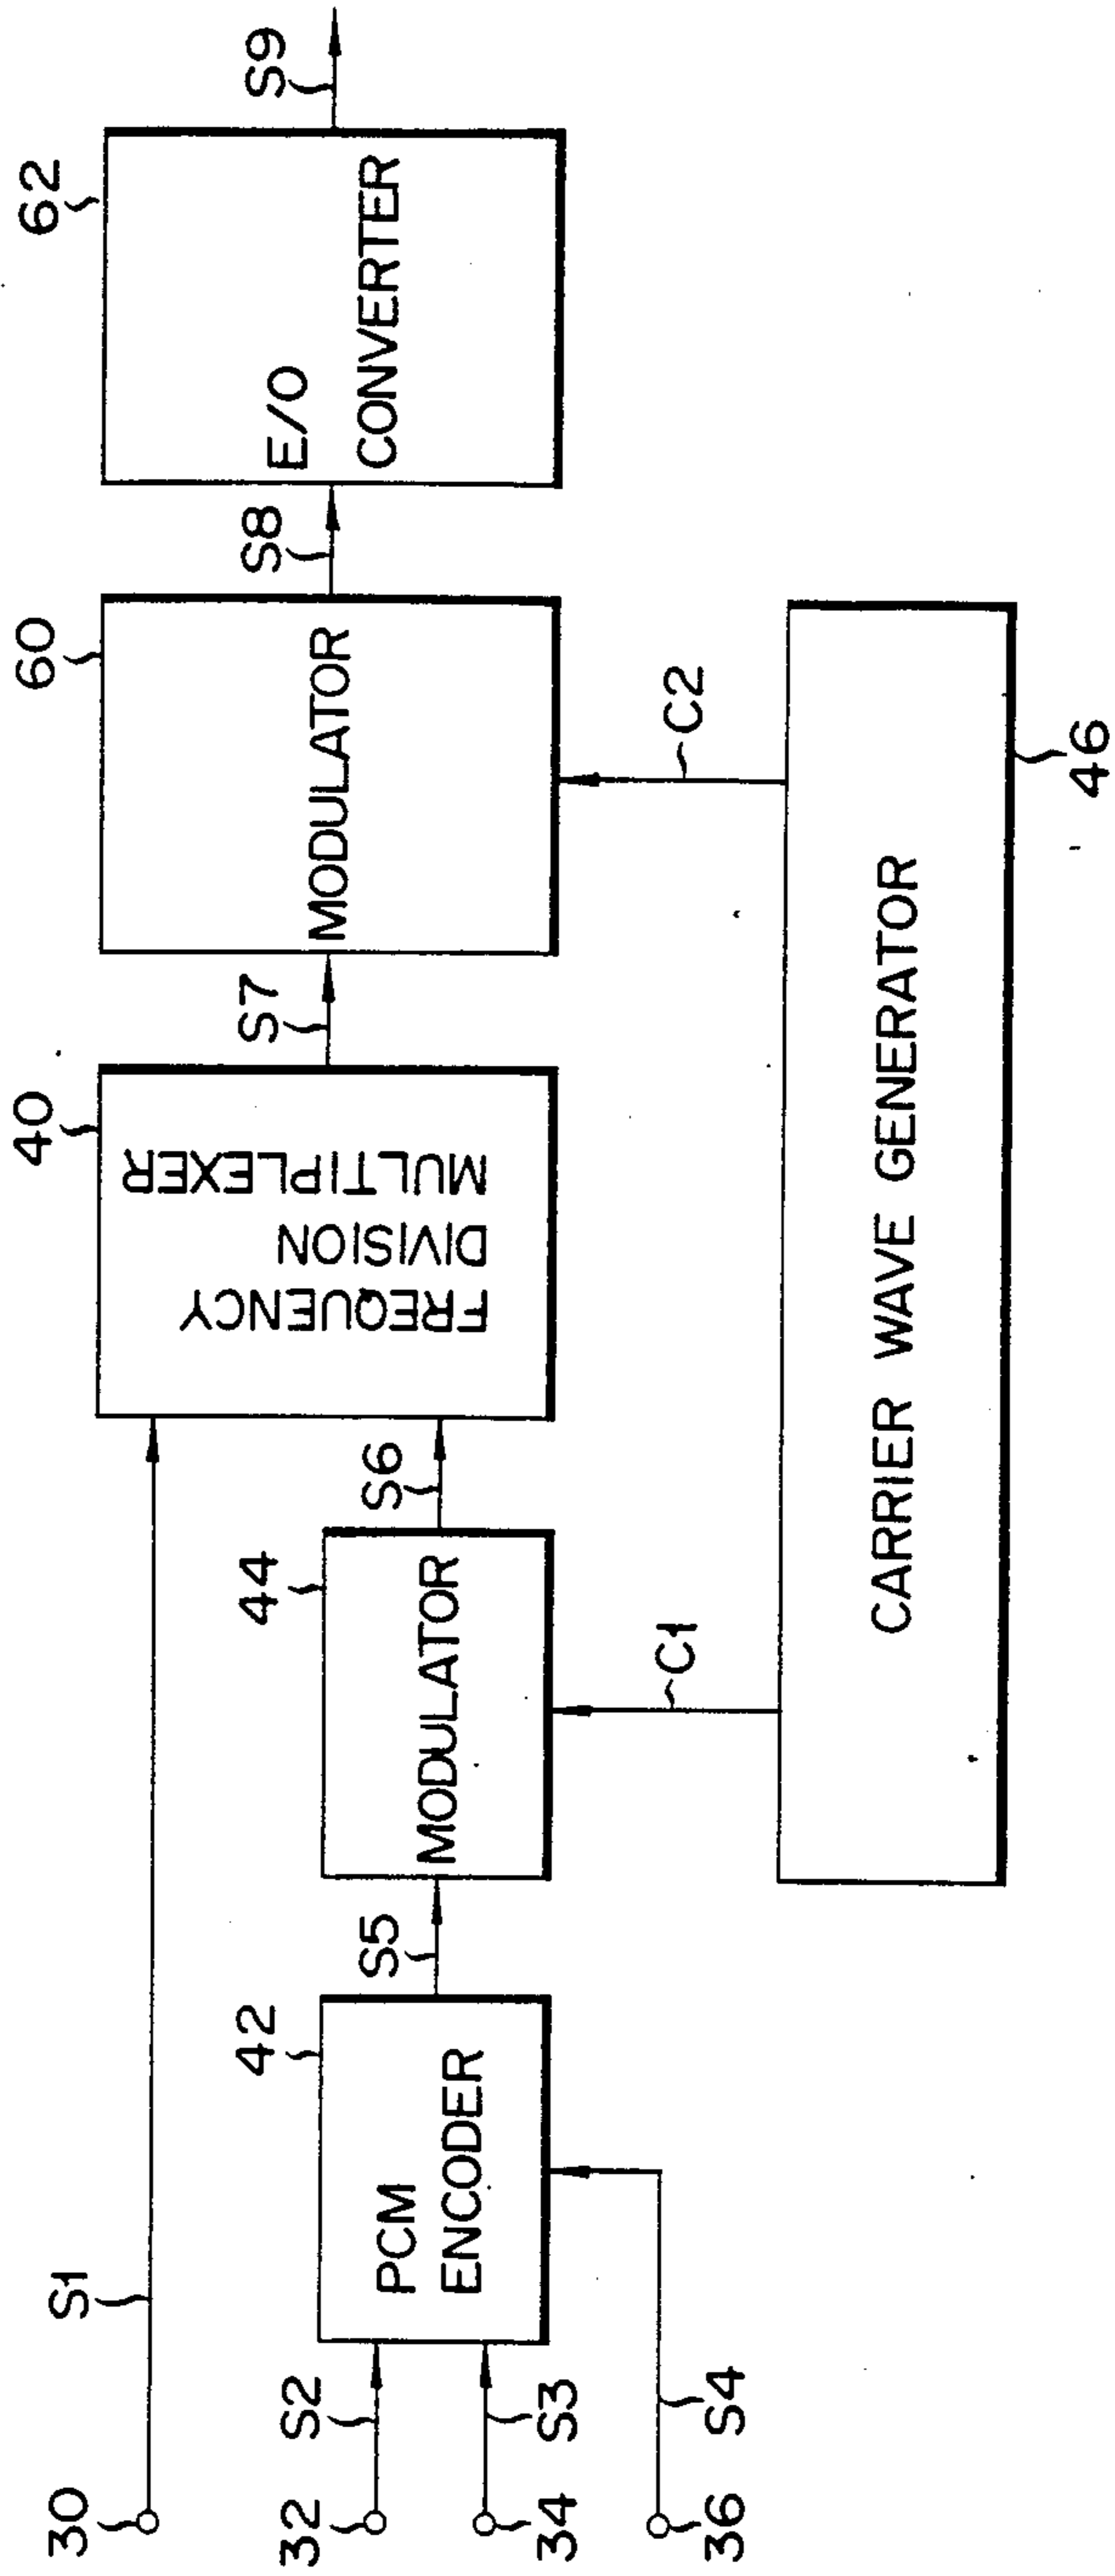 30
S1
32
S2
34
S3
36
S4
42
PCM
ENCODER
S5
44
MODULATOR
S6
40
FREQUENCY
DIVISION
MULTIPLEXER
S7
60
MODULATOR
S8
62
E/O
CONVERTER
S9
C1
C2
CARRIER WAVE GENERATOR
46